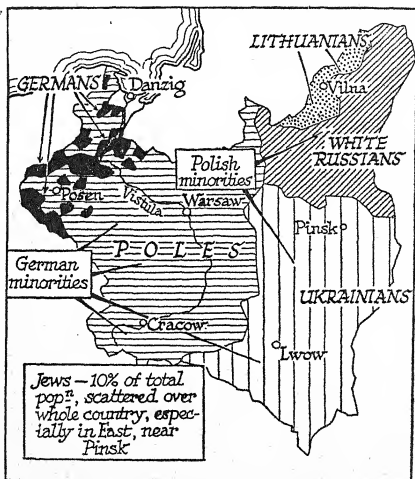 LITHUANIANS
GERMANS
Danzig
Vilna
WHITE
RUSSIANS
Polish
minorities
Posen
Vistula
Warsaw
Pinsk
P O L E S
German
minorities
UKRAINIANS
Cracow
Lwow
Jews – 10% of total
popⁿ, scattered over
whole country, espec-
ially in East, near
Pinsk